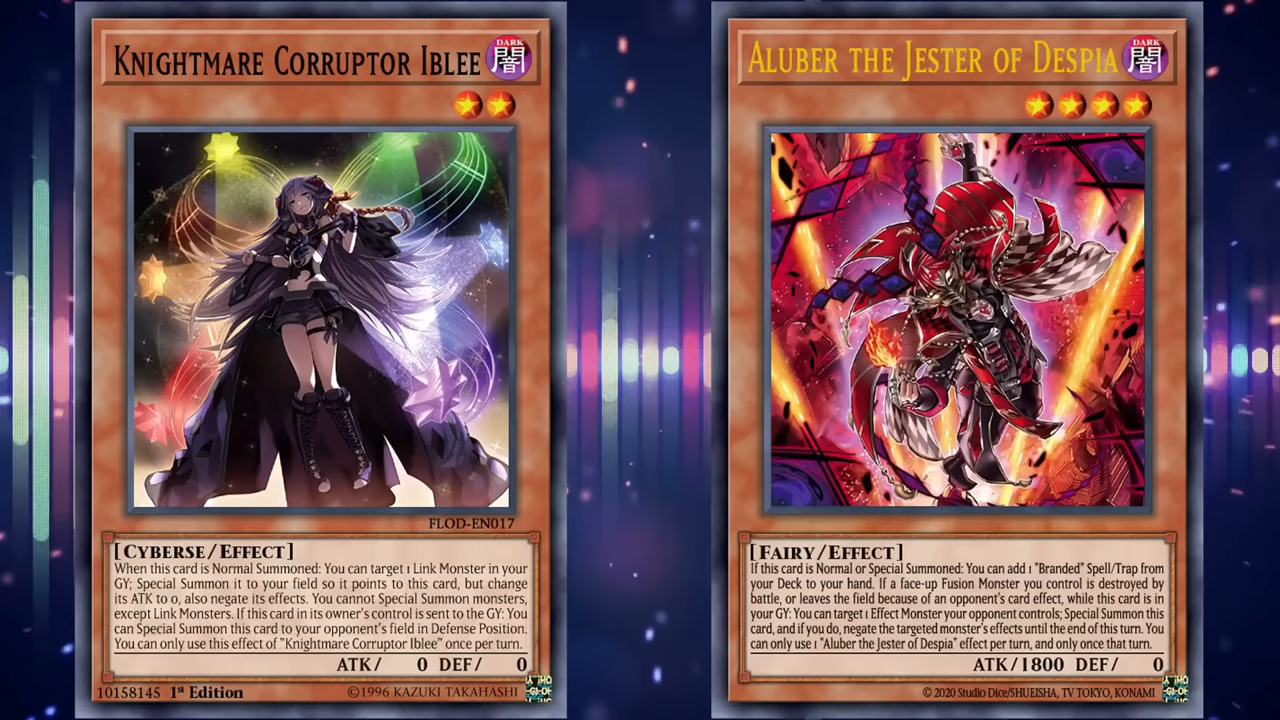 Knightmare Corruptor Iblee
DARK
闇
FLOD-EN017
[Cyberse/Effect]
When this card is Normal Summoned: You can target 1 Link Monster in your
GY; Special Summon it to your field so it points to this card, but change
its ATK to 0, also negate its effects. You cannot Special Summon monsters,
except Link Monsters. If this card in its owner's control is sent to the GY: You
can Special Summon this card to your opponent's field in Defense Position.
You can only use this effect of "Knightmare Corruptor Iblee" once per turn.
ATK/ 0 DEF/ 0
10158145 1st Edition ©1996 KAZUKI TAKAHASHI
Aluber the Jester of Despia
DARK
闇
[Fairy/Effect]
If this card is Normal or Special Summoned: You can add 1 "Branded" Spell/Trap from
your Deck to your hand. If a face-up Fusion Monster you control is destroyed by
battle, or leaves the field because of an opponent's card effect, while this card is in
your GY: You can target 1 Effect Monster your opponent controls; Special Summon this
card, and if you do, negate the targeted monster's effects until the end of this turn. You
can only use 1 "Aluber the Jester of Despia" effect per turn, and only once that turn.
ATK/1800 DEF/ 0
© 2020 Studio Dice/SHUEISHA, TV TOKYO, KONAMI